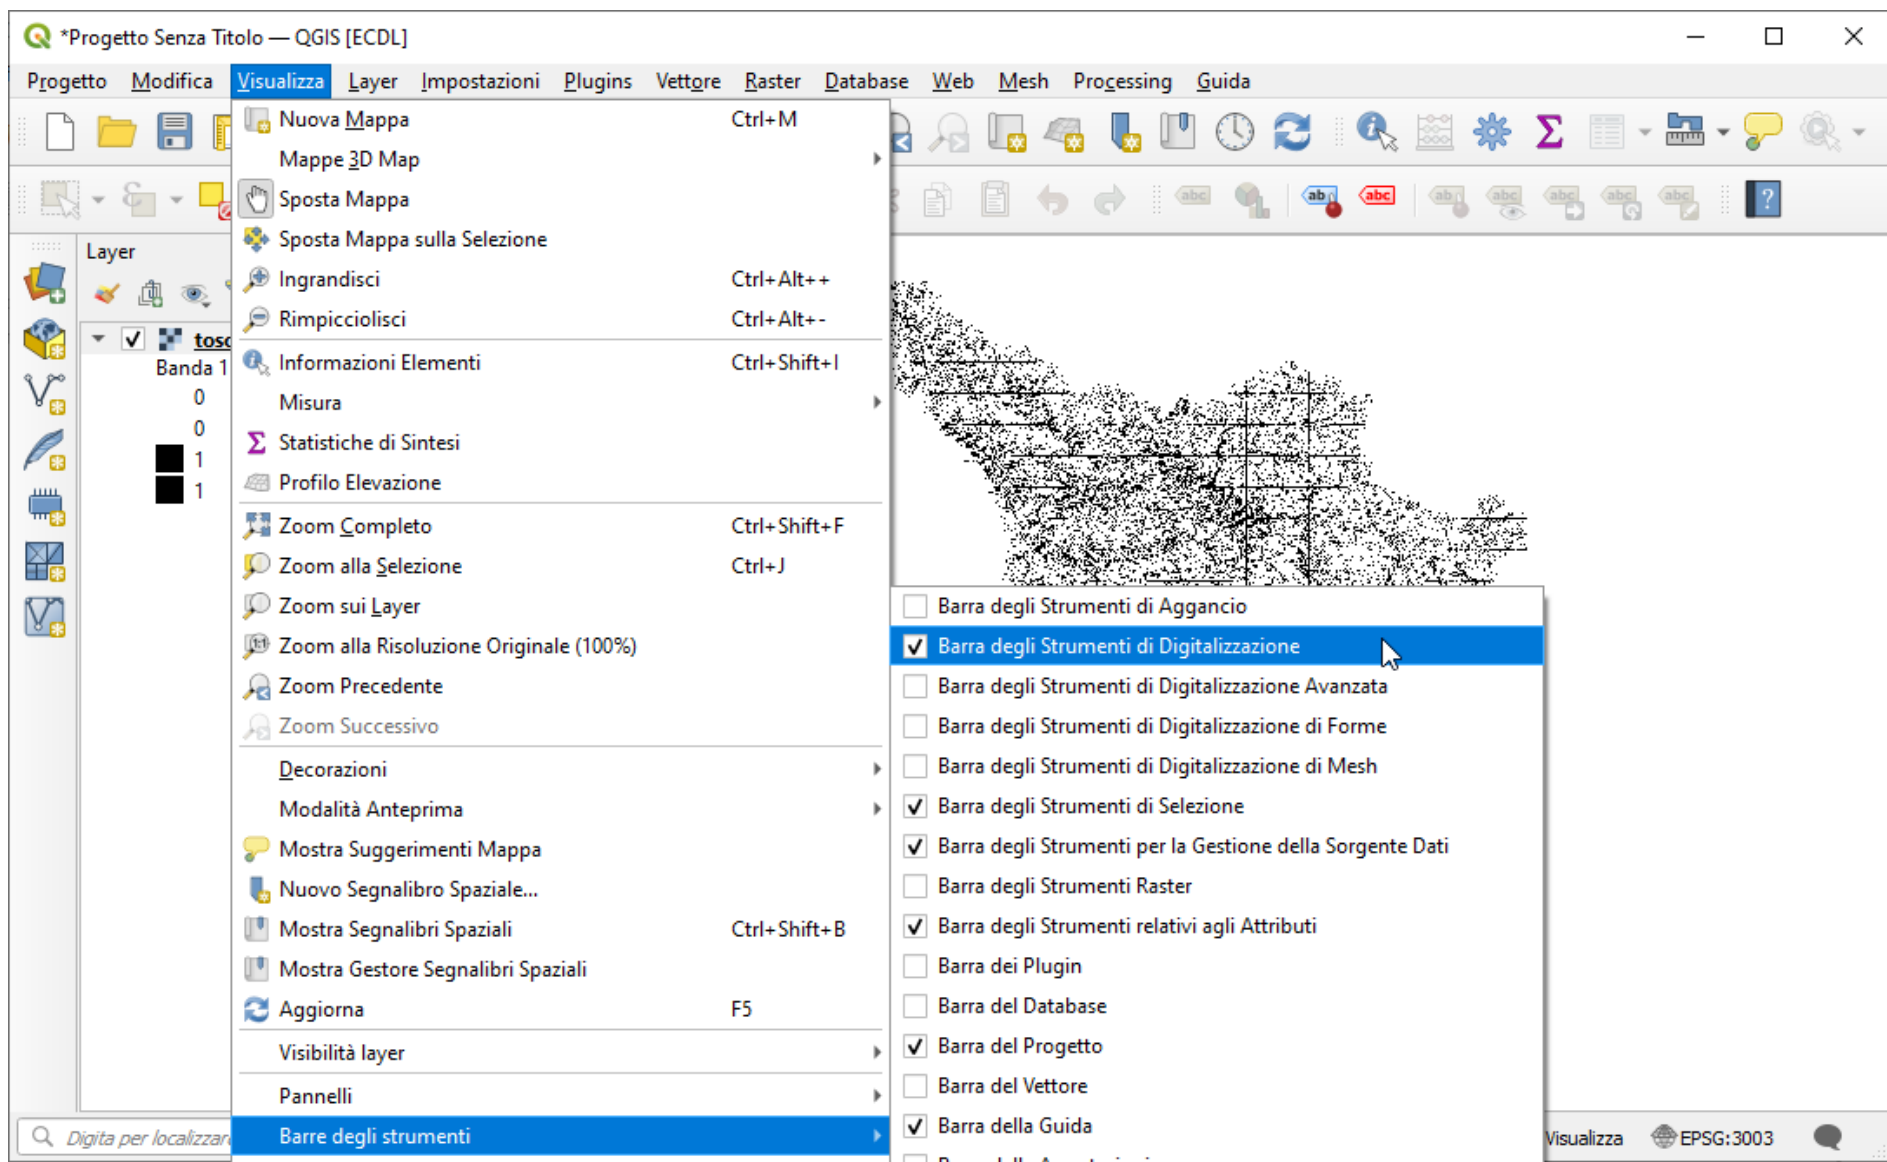 *Progetto Senza Titolo — QGIS [ECDL]
Progetto Modifica Visualizza Layer Impostazioni Plugins Vettore Raster Database Web Mesh Processing Guida
Layer
Banda 1
0
0
1
1
Nuova Mappa Ctrl+M
Mappe 3D Map
Sposta Mappa
Sposta Mappa sulla Selezione
Ingrandisci Ctrl+Alt++
Rimpicciolisci Ctrl+Alt+-
Informazioni Elementi Ctrl+Shift+I
Misura
Statistiche di Sintesi
Profilo Elevazione
Zoom Completo Ctrl+Shift+F
Zoom alla Selezione Ctrl+J
Zoom sui Layer
Zoom alla Risoluzione Originale (100%)
Zoom Precedente
Zoom Successivo
Decorazioni
Modalità Anteprima
Mostra Suggerimenti Mappa
Nuovo Segnalibro Spaziale...
Mostra Segnalibri Spaziali Ctrl+Shift+B
Mostra Gestore Segnalibri Spaziali
Aggiorna F5
Visibilità layer
Pannelli
Barre degli strumenti
Barra degli Strumenti di Aggancio
Barra degli Strumenti di Digitalizzazione
Barra degli Strumenti di Digitalizzazione Avanzata
Barra degli Strumenti di Digitalizzazione di Forme
Barra degli Strumenti di Digitalizzazione di Mesh
Barra degli Strumenti di Selezione
Barra degli Strumenti per la Gestione della Sorgente Dati
Barra degli Strumenti Raster
Barra degli Strumenti relativi agli Attributi
Barra dei Plugin
Barra del Database
Barra del Progetto
Barra del Vettore
Barra della Guida
Digita per localizzare
Visualizza EPSG:3003